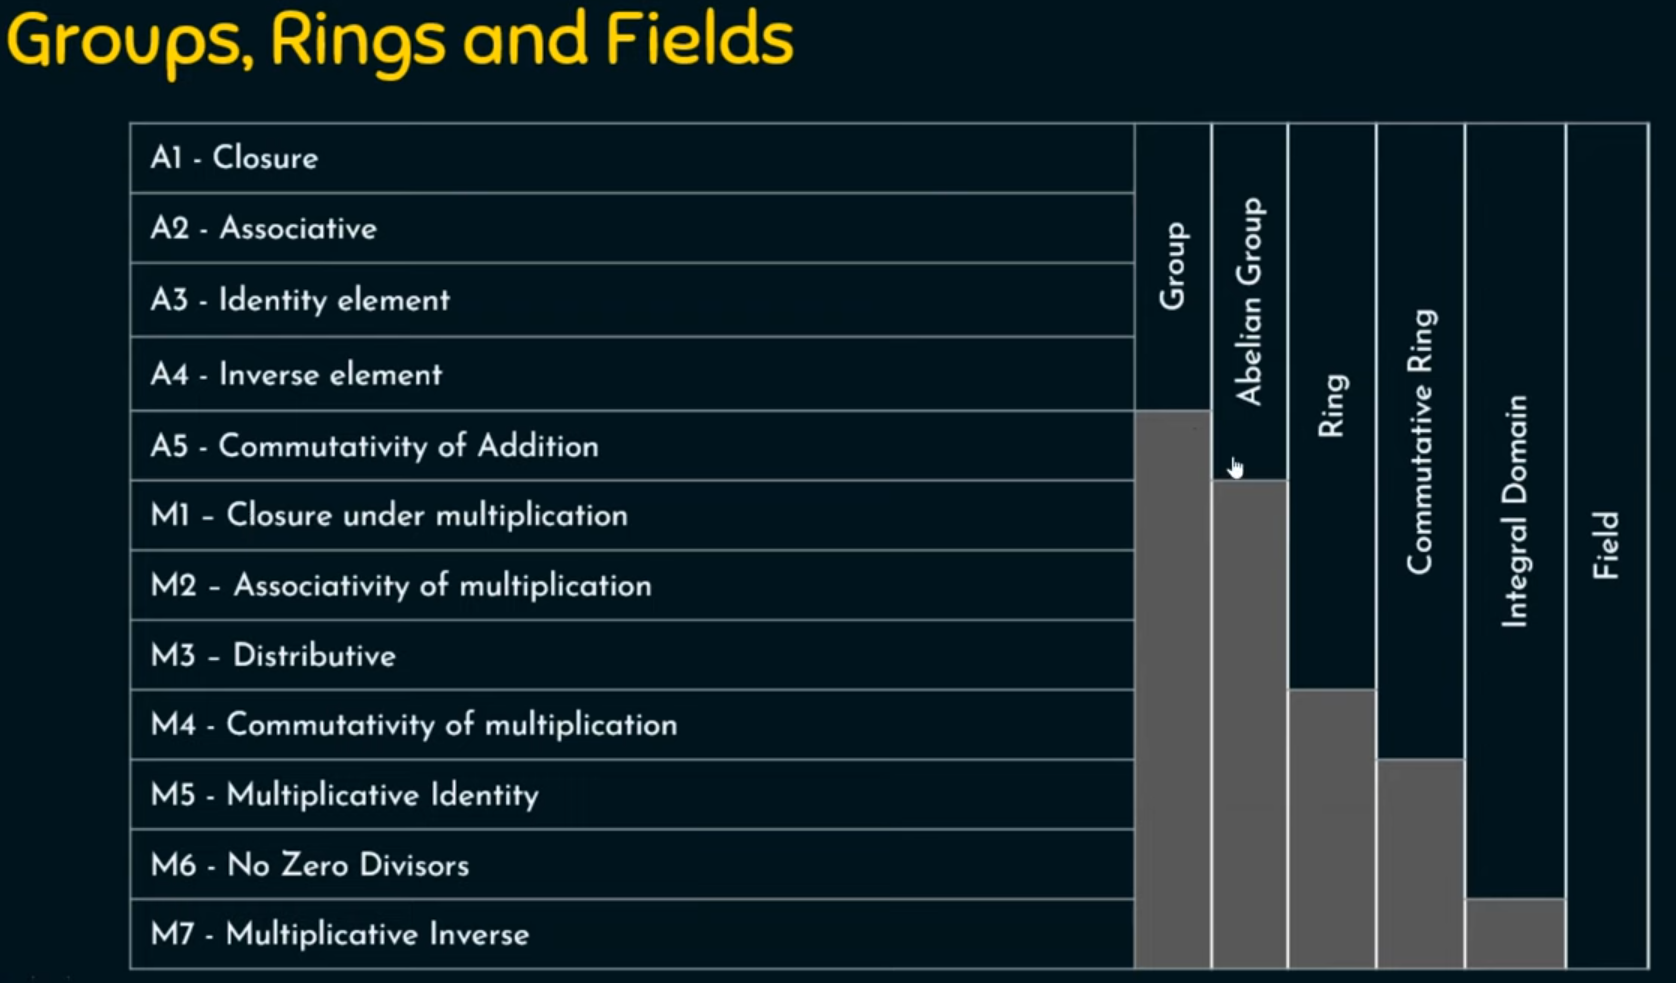 Groups, Rings and Fields
A1 - Closure
A2 - Associative
A3 - Identity element
A4 - Inverse element
A5 - Commutativity of Addition
M1 – Closure under multiplication
M2 – Associativity of multiplication
M3 – Distributive
M4 - Commutativity of multiplication
M5 - Multiplicative Identity
M6 - No Zero Divisors
M7 - Multiplicative Inverse
Group
Abelian Group
Ring
Commutative Ring
Integral Domain
Field